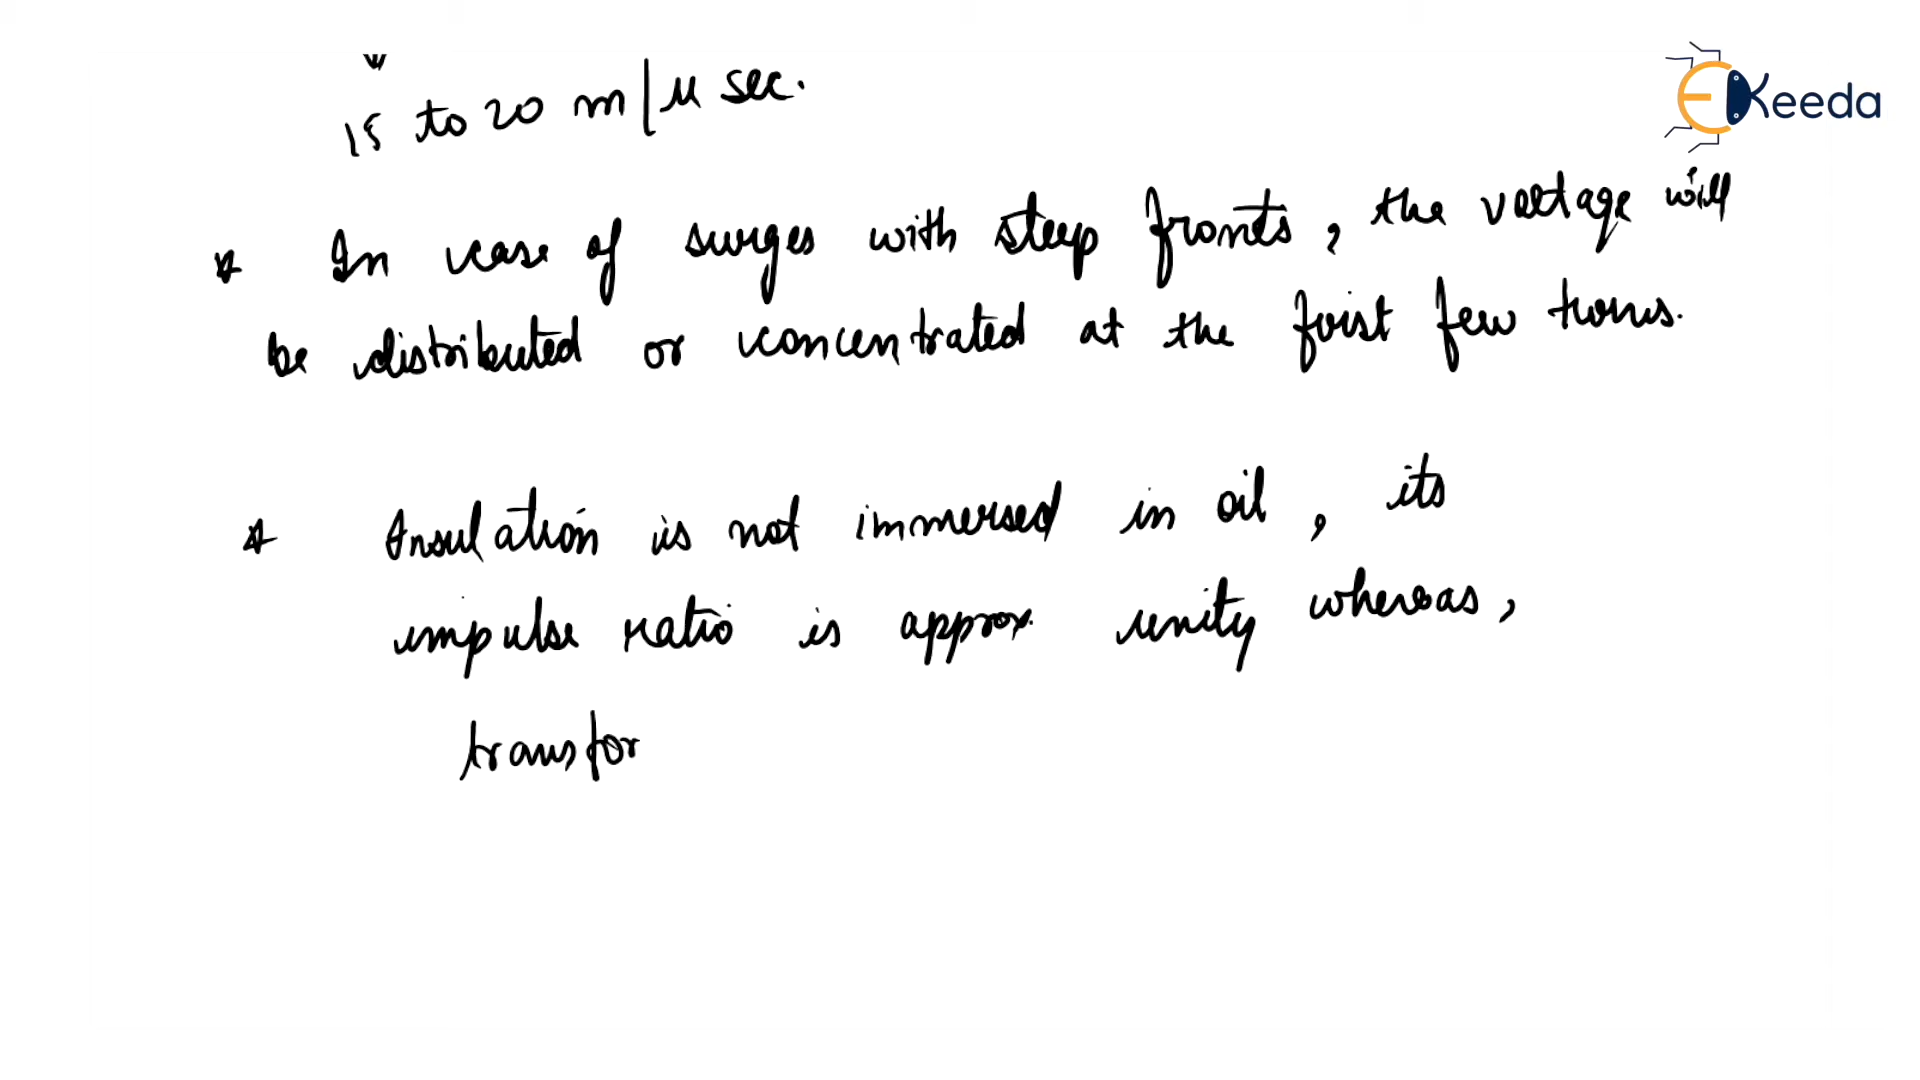 15 to 20 m/μ sec.
EKeeda
* In case of surges with steep fronts, the voltage will
be distributed or concentrated at the first few turns.
* Insulation is not immersed in oil, its
impulse ratio is approx. unity whereas,
transfor